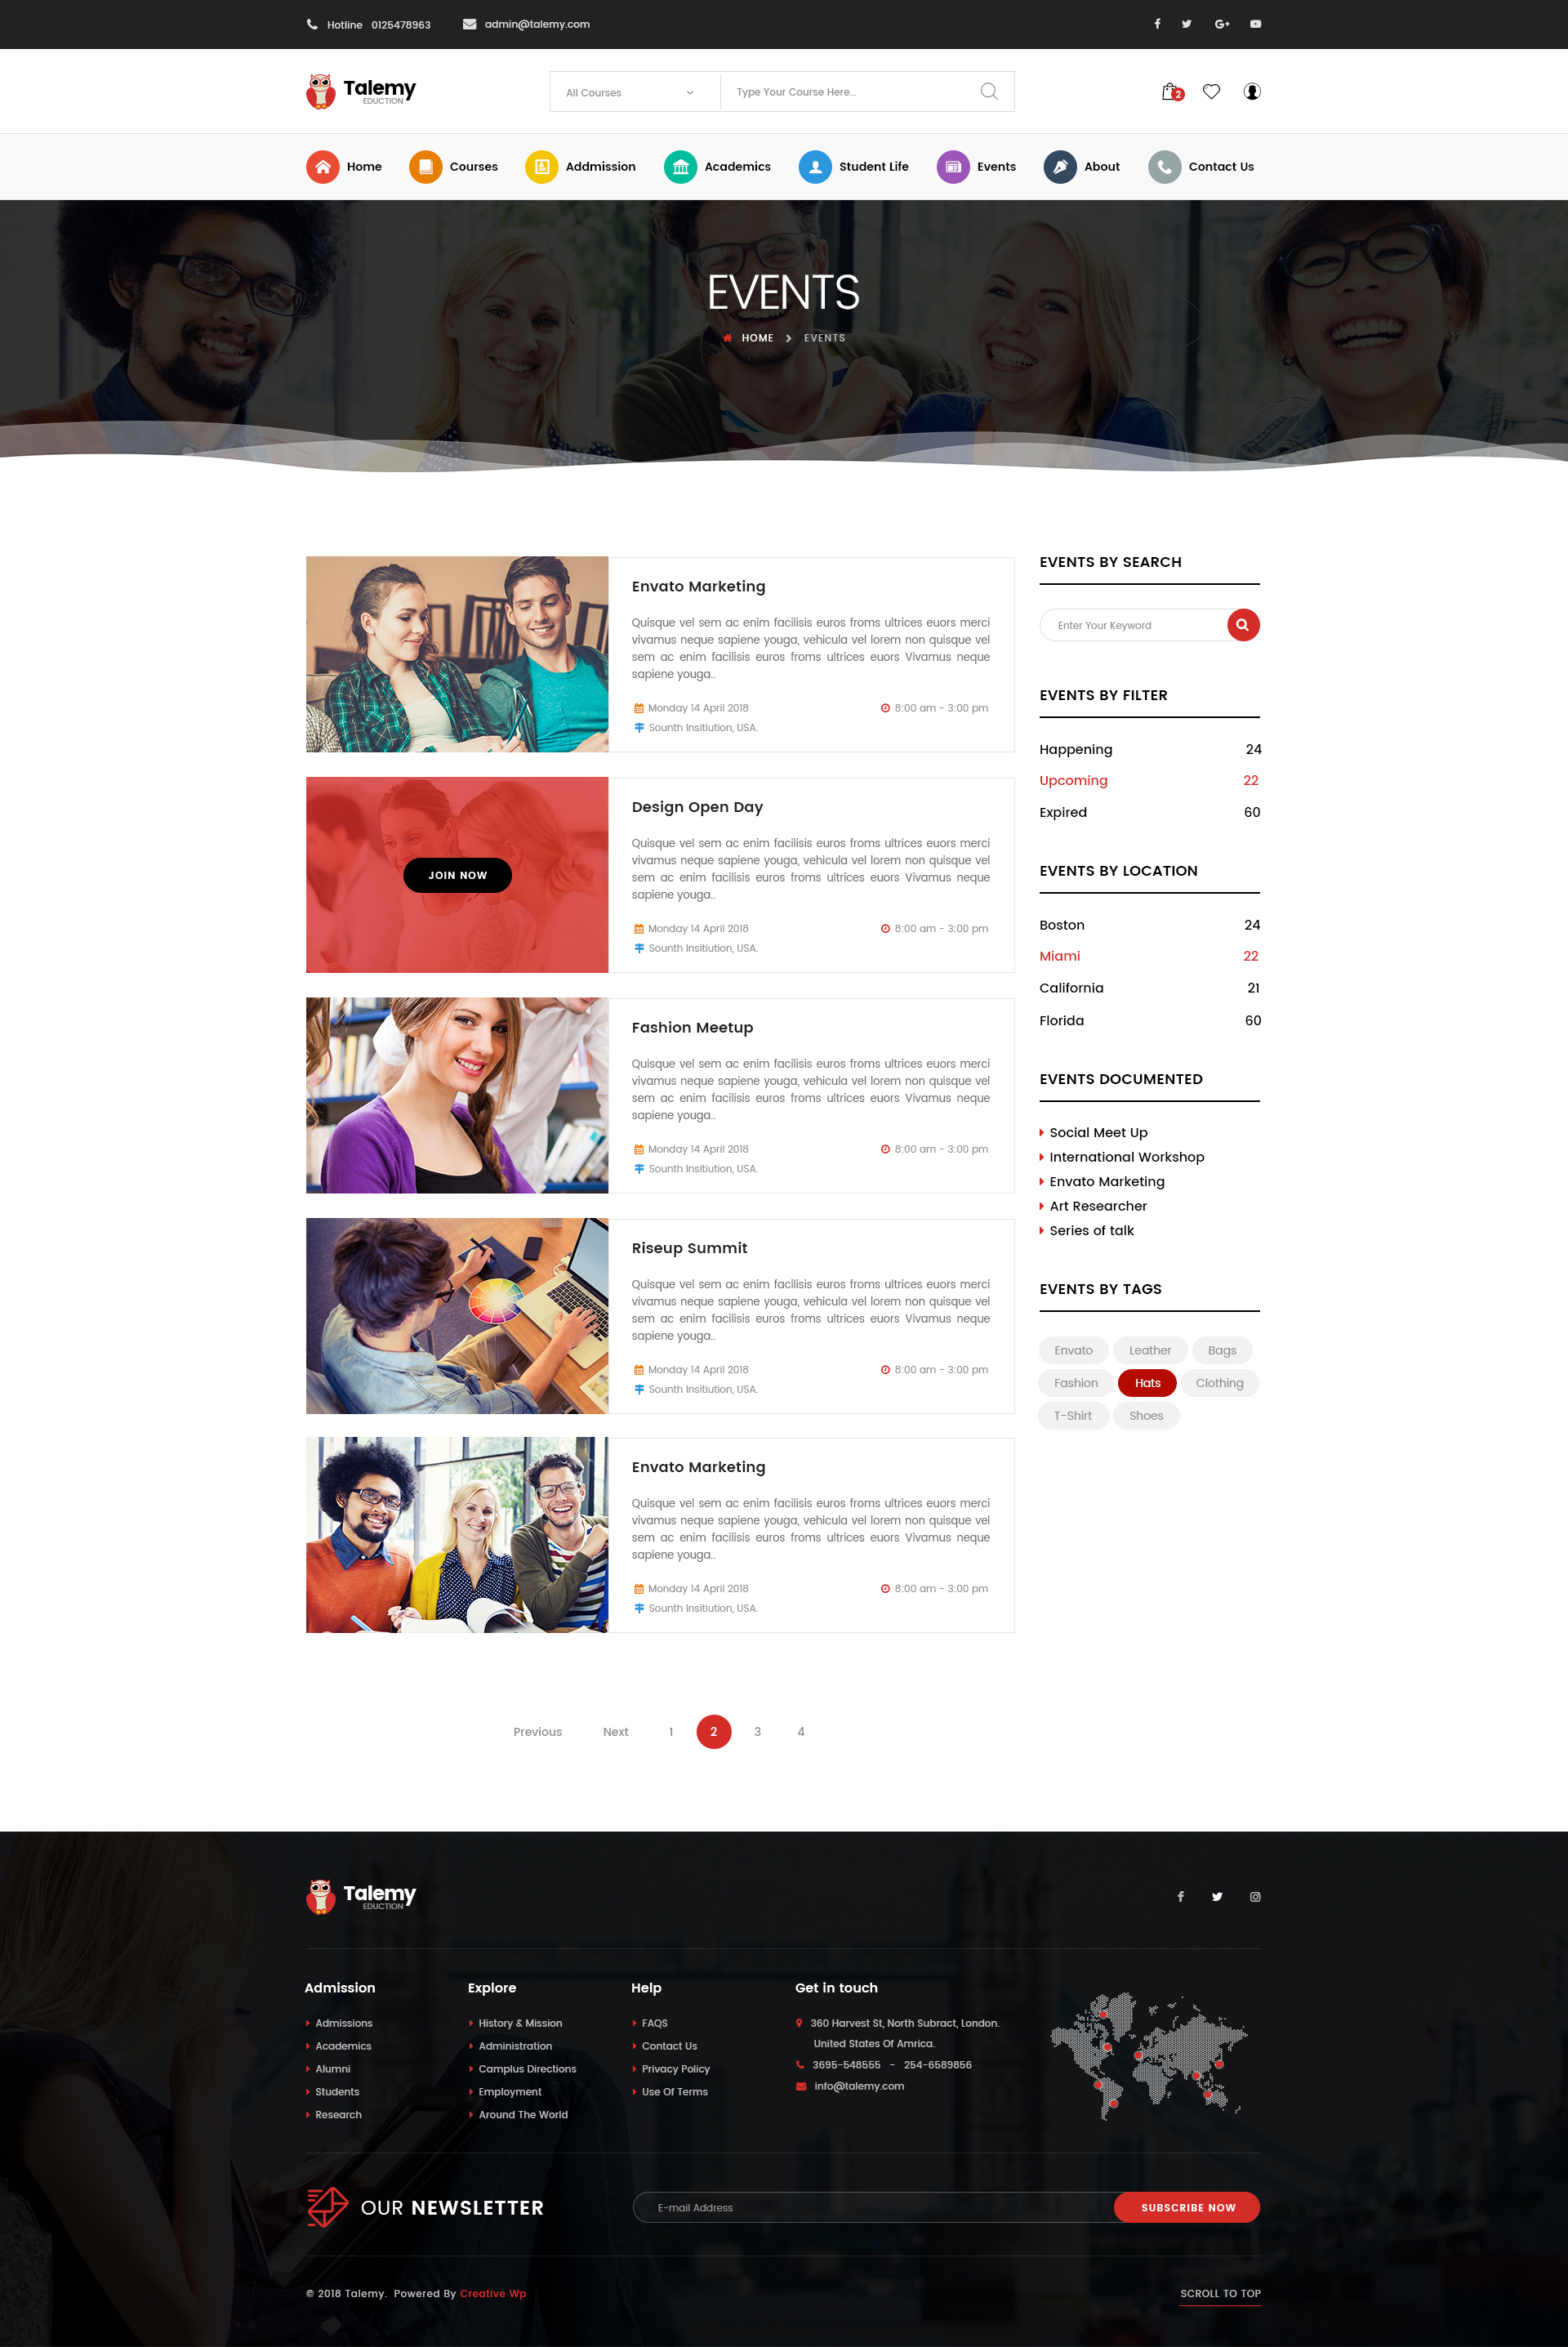 Hotline 0125478963 admin@talemy.com
Talemy
EDUCTION
All Courses
Type Your Course Here...
2
Home Courses Addmission Academics Student Life Events About Contact Us
EVENTS
HOME EVENTS
Envato Marketing
Quisque vel sem ac enim facilisis euros froms ultrices euors merci
vivamus neque sapiene youga, vehicula vel lorem non quisque vel
sem ac enim facilisis euros froms ultrices euors Vivamus neque
sapiene youga..
Monday 14 April 2018 8:00 am - 3:00 pm
Sounth Insitiution, USA.
JOIN NOW
Design Open Day
Quisque vel sem ac enim facilisis euros froms ultrices euors merci
vivamus neque sapiene youga, vehicula vel lorem non quisque vel
sem ac enim facilisis euros froms ultrices euors Vivamus neque
sapiene youga..
Monday 14 April 2018 8:00 am - 3:00 pm
Sounth Insitiution, USA.
Fashion Meetup
Quisque vel sem ac enim facilisis euros froms ultrices euors merci
vivamus neque sapiene youga, vehicula vel lorem non quisque vel
sem ac enim facilisis euros froms ultrices euors Vivamus neque
sapiene youga..
Monday 14 April 2018 8:00 am - 3:00 pm
Sounth Insitiution, USA.
Riseup Summit
Quisque vel sem ac enim facilisis euros froms ultrices euors merci
vivamus neque sapiene youga, vehicula vel lorem non quisque vel
sem ac enim facilisis euros froms ultrices euors Vivamus neque
sapiene youga..
Monday 14 April 2018 8:00 am - 3:00 pm
Sounth Insitiution, USA.
Envato Marketing
Quisque vel sem ac enim facilisis euros froms ultrices euors merci
vivamus neque sapiene youga, vehicula vel lorem non quisque vel
sem ac enim facilisis euros froms ultrices euors Vivamus neque
sapiene youga..
Monday 14 April 2018 8:00 am - 3:00 pm
Sounth Insitiution, USA.
Previous Next 1 2 3 4
EVENTS BY SEARCH
Enter Your Keyword
EVENTS BY FILTER
Happening 24
Upcoming 22
Expired 60
EVENTS BY LOCATION
Boston 24
Miami 22
California 21
Florida 60
EVENTS DOCUMENTED
Social Meet Up
International Workshop
Envato Marketing
Art Researcher
Series of talk
EVENTS BY TAGS
Envato Leather Bags
Fashion Hats Clothing
T-Shirt Shoes
Talemy
EDUCTION
Admission
Admissions
Academics
Alumni
Students
Research
Explore
History & Mission
Administration
Camplus Directions
Employment
Around The World
Help
FAQS
Contact Us
Privacy Policy
Use Of Terms
Get in touch
360 Harvest St, North Subract, London.
United States Of Amrica.
3695-548555 - 254-6589856
info@talemy.com
OUR NEWSLETTER
E-mail Address
SUBSCRIBE NOW
© 2018 Talemy. Powered By Creative Wp
SCROLL TO TOP